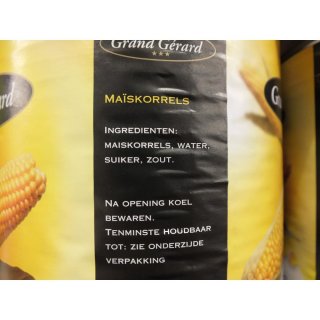 Grand Gérard
MAÏSKORRELS
INGREDIENTEN:
MAISKORRELS, WATER,
SUIKER, ZOUT.
NA OPENING KOEL
BEWAREN.
TENMINSTE HOUDBAAR
TOT: ZIE ONDERZIJDE
VERPAKKING